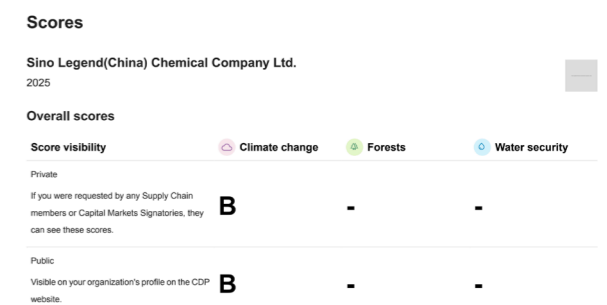 Scores
Sino Legend(China) Chemical Company Ltd.
2025
Overall scores
Score visibility Climate change Forests Water security
Private
If you were requested by any Supply Chain
members or Capital Markets Signatories, they
can see these scores.
B - -
Public
Visible on your organization's profile on the CDP
website.
B - -